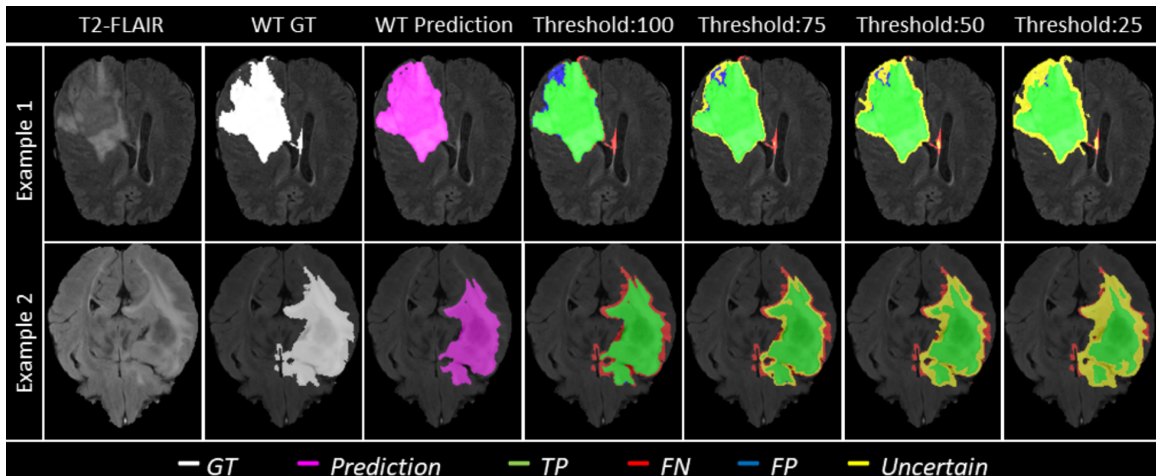 T2-FLAIR WT GT WT Prediction Threshold:100 Threshold:75 Threshold:50 Threshold:25
Example 1
Example 2
GT Prediction TP FN FP Uncertain